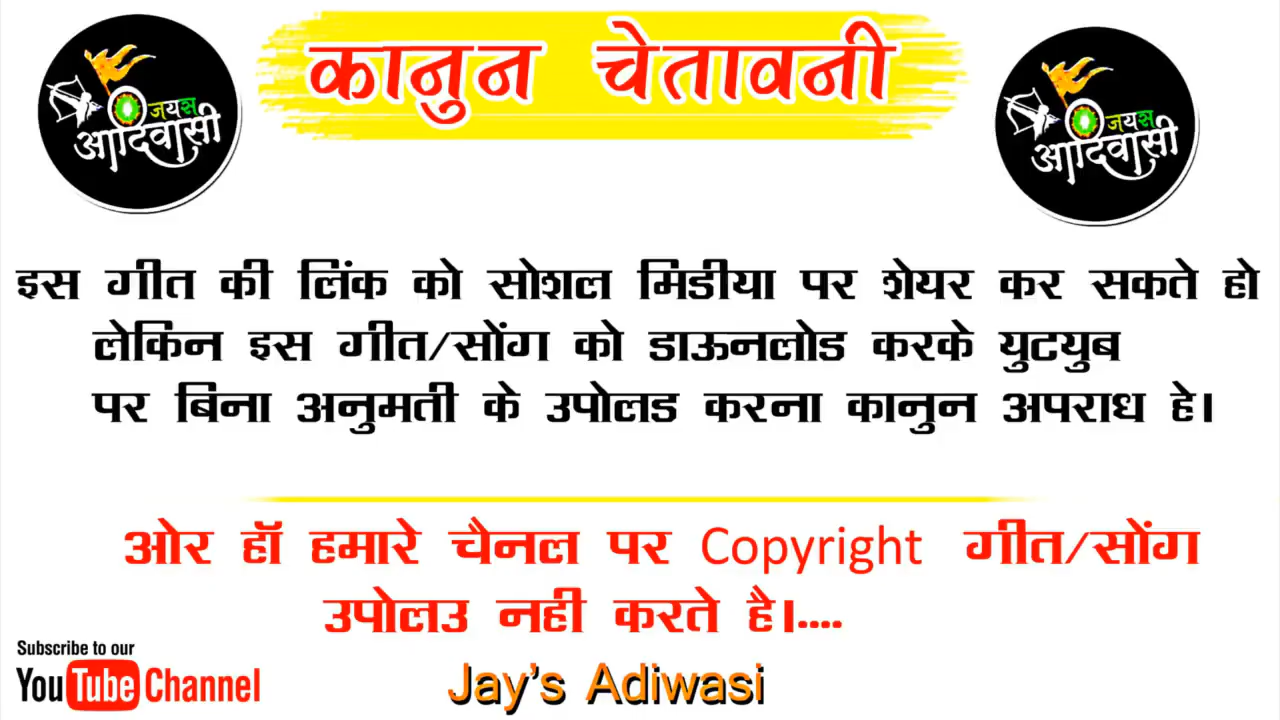 कानुन चेतावनी
जयस
आदिवासी
जयस
आदिवासी
इस गीत की लिंक को सोशल मिडीया पर शेयर कर सकते हो
लेकिन इस गीत/सोंग को डाऊनलोड करके युटयुब
पर बिना अनुमती के उपोलड करना कानुन अपराध हे।
ओर हॉ हमारे चैनल पर Copyright गीत/सोंग
उपोलउ नही करते है।....
Subscribe to our
YouTube Channel
Jay's Adiwasi